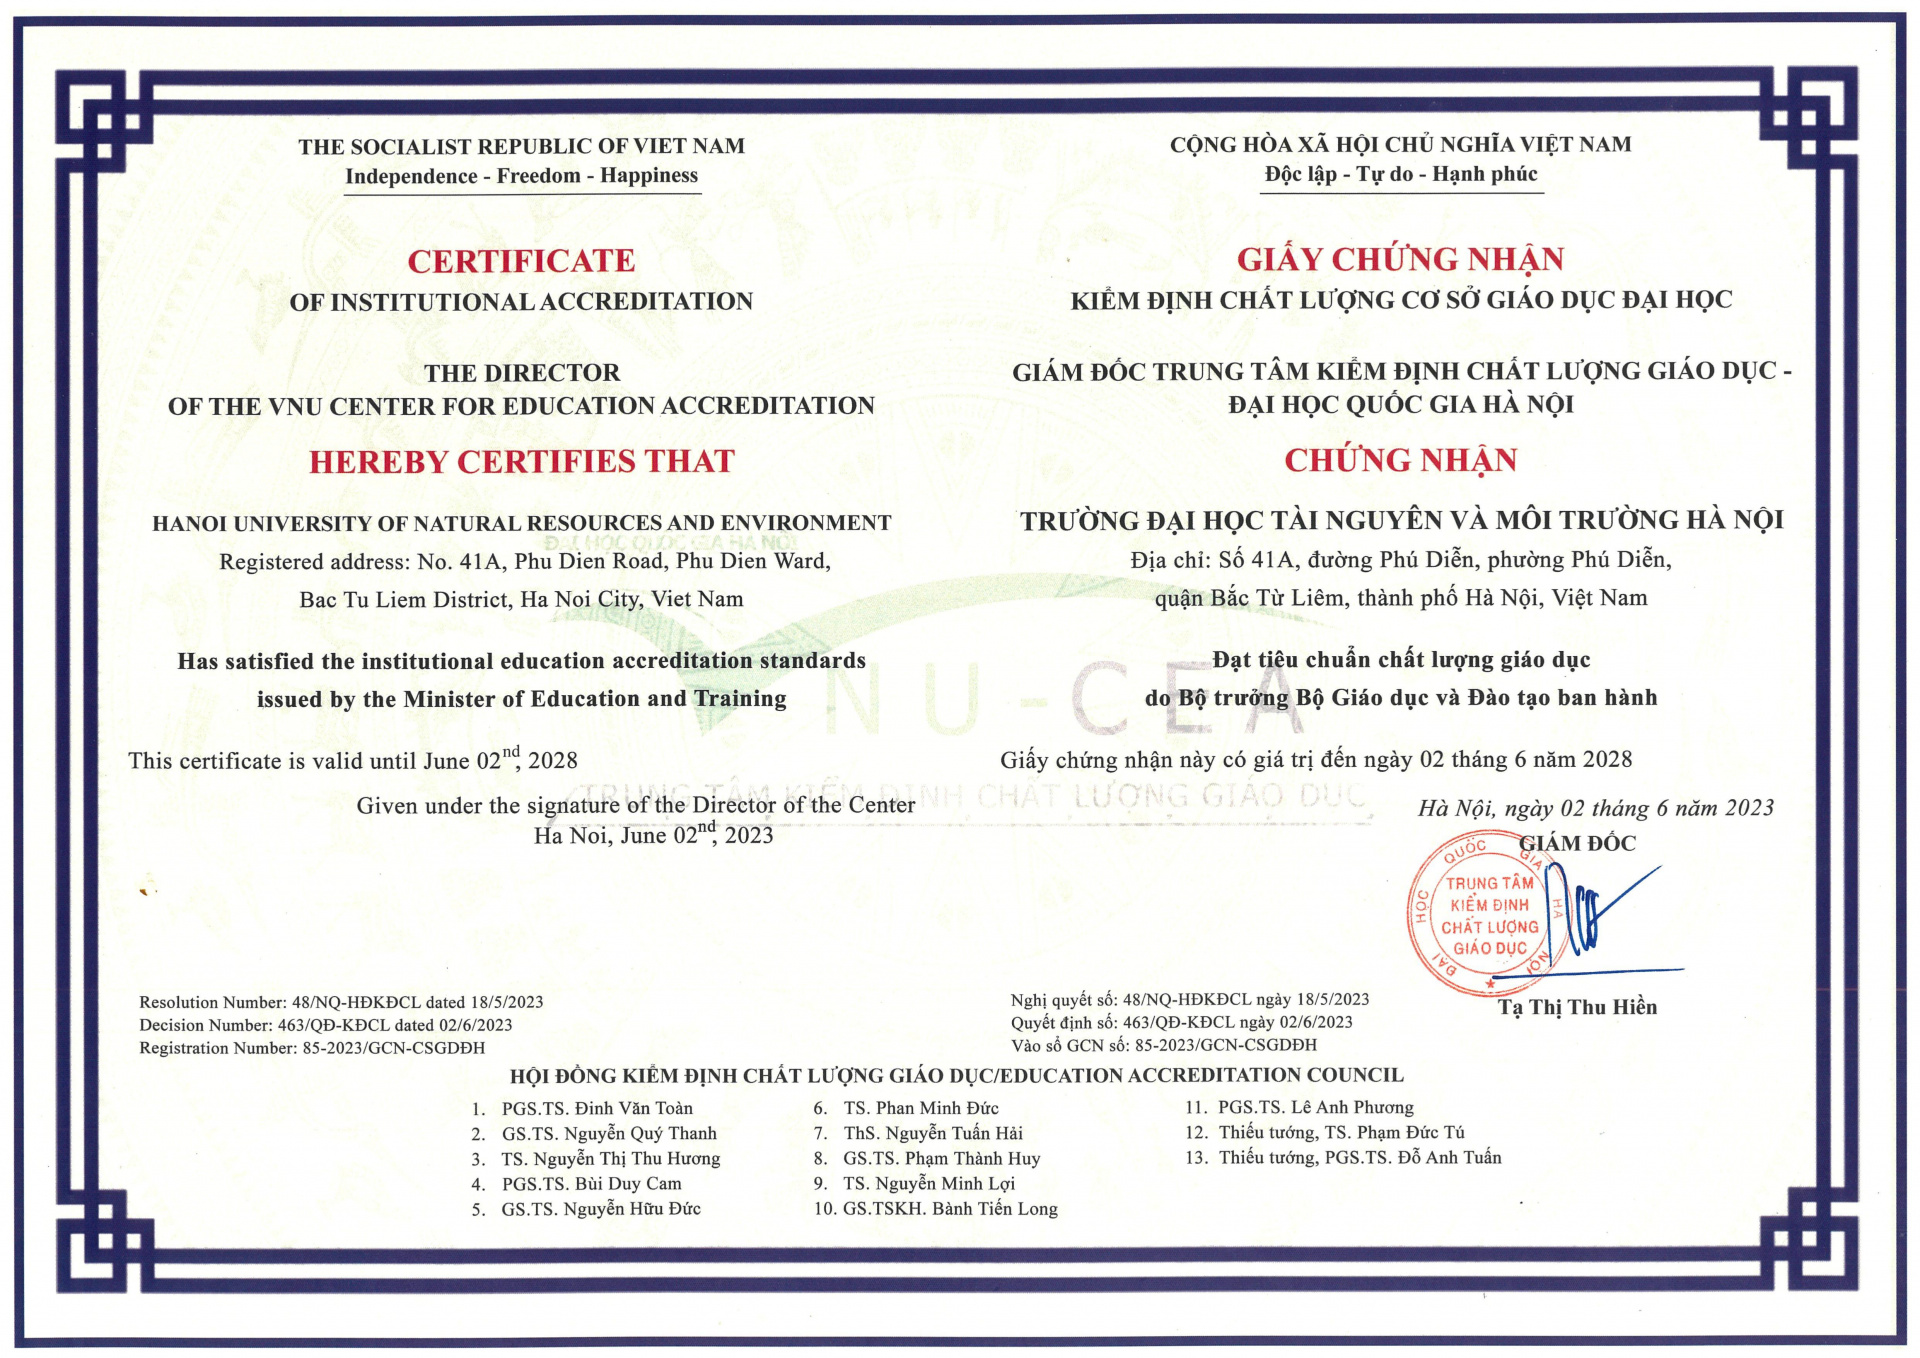 THE SOCIALIST REPUBLIC OF VIET NAM
Independence - Freedom - Happiness
CERTIFICATE
OF INSTITUTIONAL ACCREDITATION
THE DIRECTOR
OF THE VNU CENTER FOR EDUCATION ACCREDITATION
HEREBY CERTIFIES THAT
HANOI UNIVERSITY OF NATURAL RESOURCES AND ENVIRONMENT
Registered address: No. 41A, Phu Dien Road, Phu Dien Ward,
Bac Tu Liem District, Ha Noi City, Viet Nam
Has satisfied the institutional education accreditation standards
issued by the Minister of Education and Training
This certificate is valid until June 02nd, 2028
Given under the signature of the Director of the Center
Ha Noi, June 02nd, 2023
Resolution Number: 48/NQ-HĐKĐCL dated 18/5/2023
Decision Number: 463/QĐ-KĐCL dated 02/6/2023
Registration Number: 85-2023/GCN-CSGDĐH
CỘNG HÒA XÃ HỘI CHỦ NGHĨA VIỆT NAM
Độc lập - Tự do - Hạnh phúc
GIẤY CHỨNG NHẬN
KIỂM ĐỊNH CHẤT LƯỢNG CƠ SỞ GIÁO DỤC ĐẠI HỌC
GIÁM ĐỐC TRUNG TÂM KIỂM ĐỊNH CHẤT LƯỢNG GIÁO DỤC -
ĐẠI HỌC QUỐC GIA HÀ NỘI
CHỨNG NHẬN
TRƯỜNG ĐẠI HỌC TÀI NGUYÊN VÀ MÔI TRƯỜNG HÀ NỘI
Địa chỉ: Số 41A, đường Phú Diễn, phường Phú Diễn,
quận Bắc Từ Liêm, thành phố Hà Nội, Việt Nam
Đạt tiêu chuẩn chất lượng giáo dục
do Bộ trưởng Bộ Giáo dục và Đào tạo ban hành
Giấy chứng nhận này có giá trị đến ngày 02 tháng 6 năm 2028
Hà Nội, ngày 02 tháng 6 năm 2023
GIÁM ĐỐC
ĐẠI HỌC QUỐC GIA HÀ NỘI
TRUNG TÂM
KIỂM ĐỊNH
CHẤT LƯỢNG
GIÁO DỤC
Tạ Thị Thu Hiền
Nghị quyết số: 48/NQ-HĐKĐCL ngày 18/5/2023
Quyết định số: 463/QĐ-KĐCL ngày 02/6/2023
Vào sổ GCN số: 85-2023/GCN-CSGDĐH
ĐẠI HỌC QUỐC GIA HÀ NỘI
VNU-CEA
TRUNG TÂM KIỂM ĐỊNH CHẤT LƯỢNG GIÁO DỤC
HỘI ĐỒNG KIỂM ĐỊNH CHẤT LƯỢNG GIÁO DỤC/EDUCATION ACCREDITATION COUNCIL
1. PGS.TS. Đinh Văn Toàn
2. GS.TS. Nguyễn Quý Thanh
3. TS. Nguyễn Thị Thu Hương
4. PGS.TS. Bùi Duy Cam
5. GS.TS. Nguyễn Hữu Đức
6. TS. Phan Minh Đức
7. ThS. Nguyễn Tuấn Hải
8. GS.TS. Phạm Thành Huy
9. TS. Nguyễn Minh Lợi
10. GS.TSKH. Bành Tiến Long
11. PGS.TS. Lê Anh Phương
12. Thiếu tướng, TS. Phạm Đức Tú
13. Thiếu tướng, PGS.TS. Đỗ Anh Tuấn